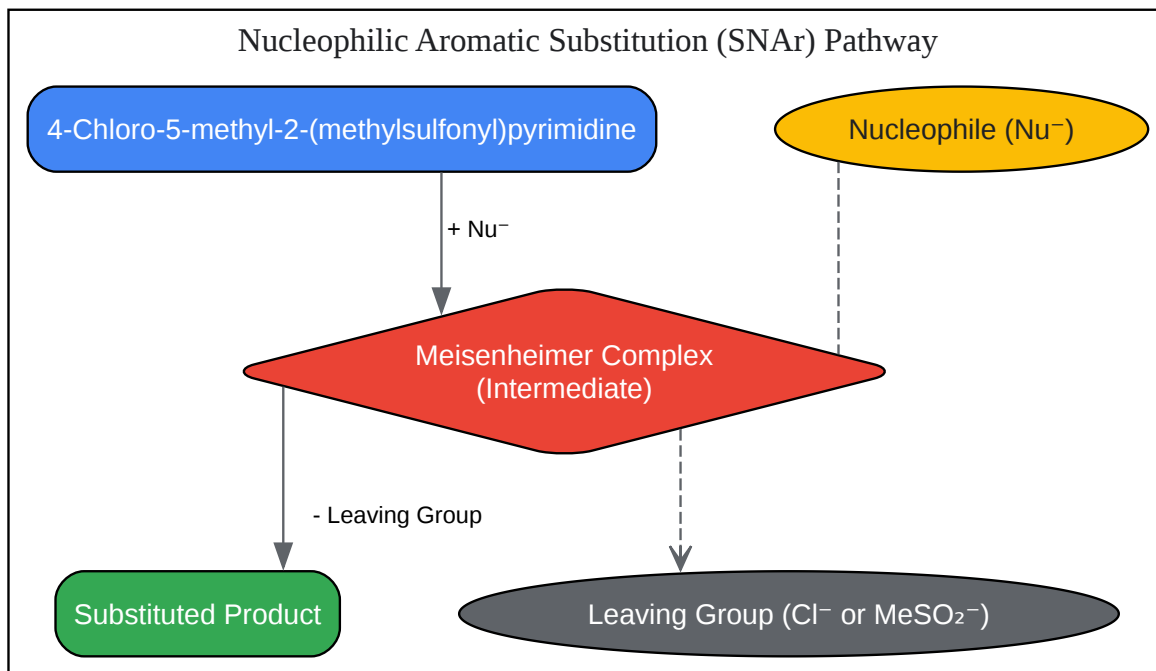 Nucleophilic Aromatic Substitution (SNAr) Pathway
4-Chloro-5-methyl-2-(methylsulfonyl)pyrimidine
Nucleophile (Nu⁻)
+ Nu⁻
Meisenheimer Complex
(Intermediate)
- Leaving Group
Substituted Product
Leaving Group (Cl⁻ or MeSO₂⁻)